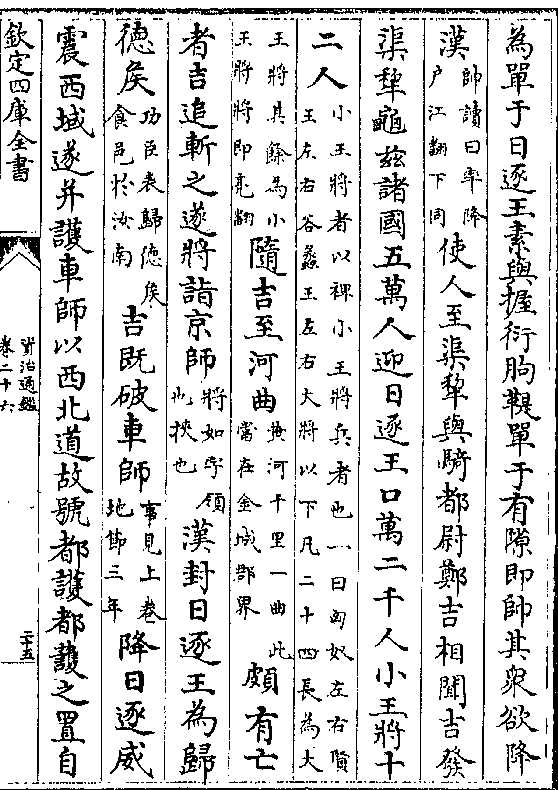 為單于日逐王素與握衍朐鞮單于有隙即帥其衆欲降
漢帥讀曰率降户江翻下同使人至渠犂與騎都尉鄭吉相聞吉發
渠犂龜兹諸國五萬人迎日逐王口萬二千人小王將十
二人小王將者以裨小王將兵者也一曰匈奴左右賢王左右谷蠡王左右大將以下凡二十四長為大
王將其餘為小王將將即亮翻隨吉至河曲黄河千里一曲此當在金城郡界頗有亡
者吉追斬之遂將詣京師將如字領也挾也漢封日逐王為歸
德侯功臣表歸德侯食邑於汝南吉既破車師事見上卷地節三年降日逐威
震西域遂并護車師以西北道故號都護都護之置自
欽定四庫全書
資治通鑑
卷二十六
二十五